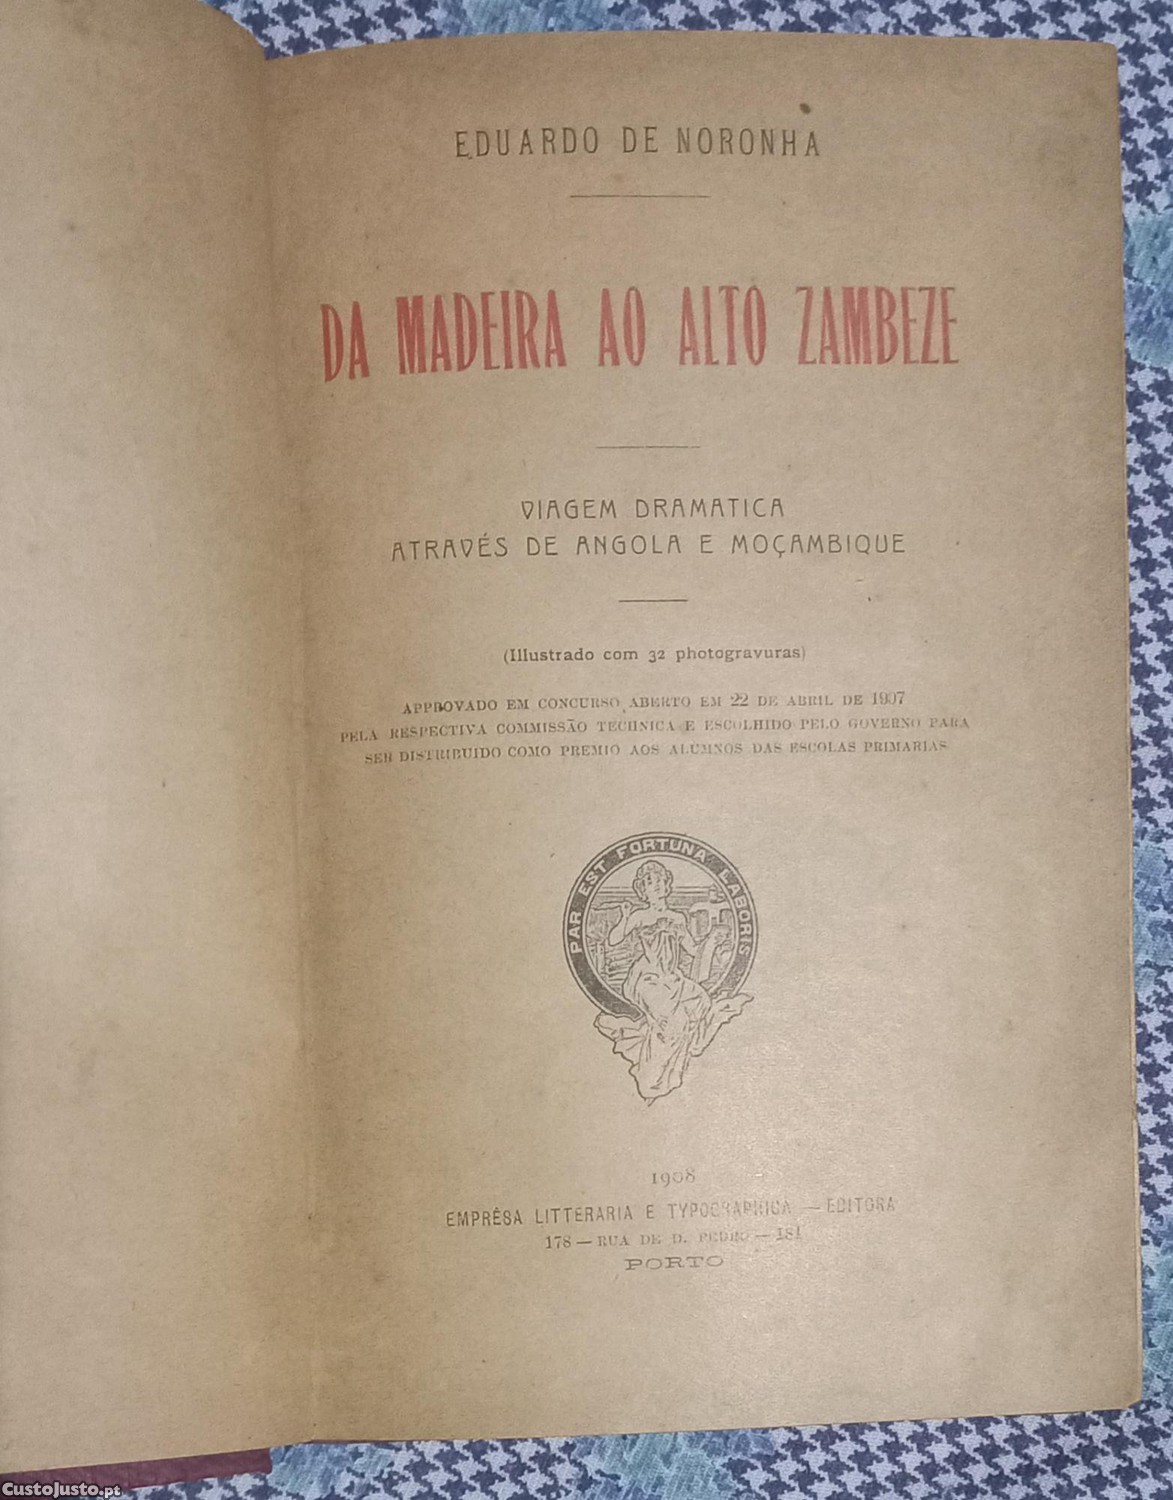 EDUARDO DE NORONHA
DA MADEIRA AO ALTO ZAMBEZE
VIAGEM DRAMATICA
ATRAVÉS DE ANGOLA E MOÇAMBIQUE
(Illustrado com 32 photogravuras)
APPROVADO EM CONCURSO ABERTO EM 22 DE ABRIL DE 1907
PELA RESPECTIVA COMMISSÃO TECHNICA E ESCOLHIDO PELO GOVERNO PARA
SER DISTRIBUIDO COMO PREMIO AOS ALUMNOS DAS ESCOLAS PRIMARIAS
PAR EST FORTUNA LABORIS
1908
EMPRÊSA LITTERARIA E TYPOGRAPHICA — EDITORA
178 — RUA DE D. PEDRO — 184
PORTO
CustoJusto.pt